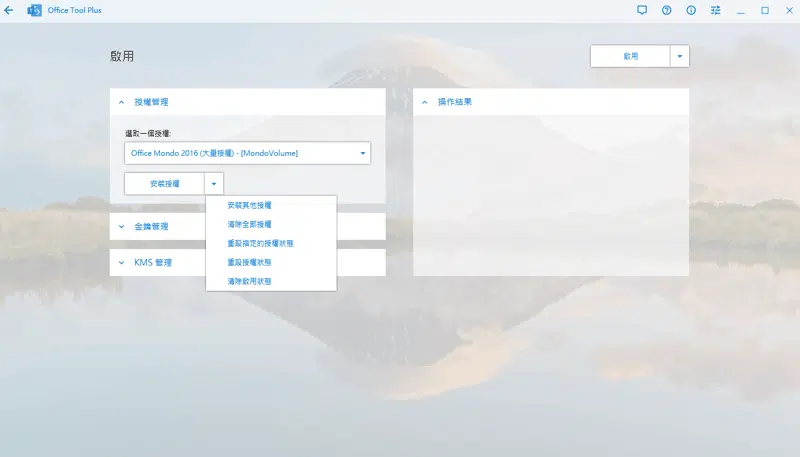 Office Tool Plus
啟用
啟用
授權管理
選取一個授權:
Office Mondo 2016 (大量授權) - [MondoVolume]
安裝授權
安裝其他授權
清除全部授權
重設指定的授權狀態
重設授權狀態
清除啟用狀態
金鑰管理
KMS 管理
操作結果